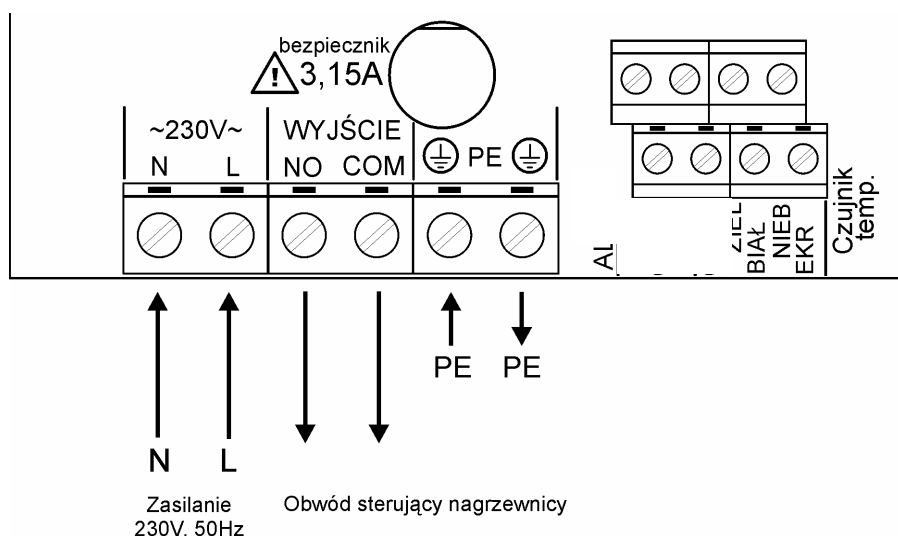 bezpiecznik
3,15A
~230V~
WYJŚCIE
N
L
NO
COM
PE
BIAŁ
NIEB
EKR
Czujnik
temp.
PE
PE
N
L
Zasilanie
230V, 50Hz
Obwód sterujący nagrzewnicy